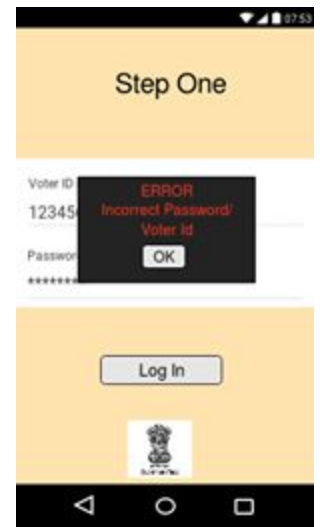 07:53
Step One
Voter ID
ERROR
Incorrect Password/
Voter Id
12345
OK
Passwor
********
Log In